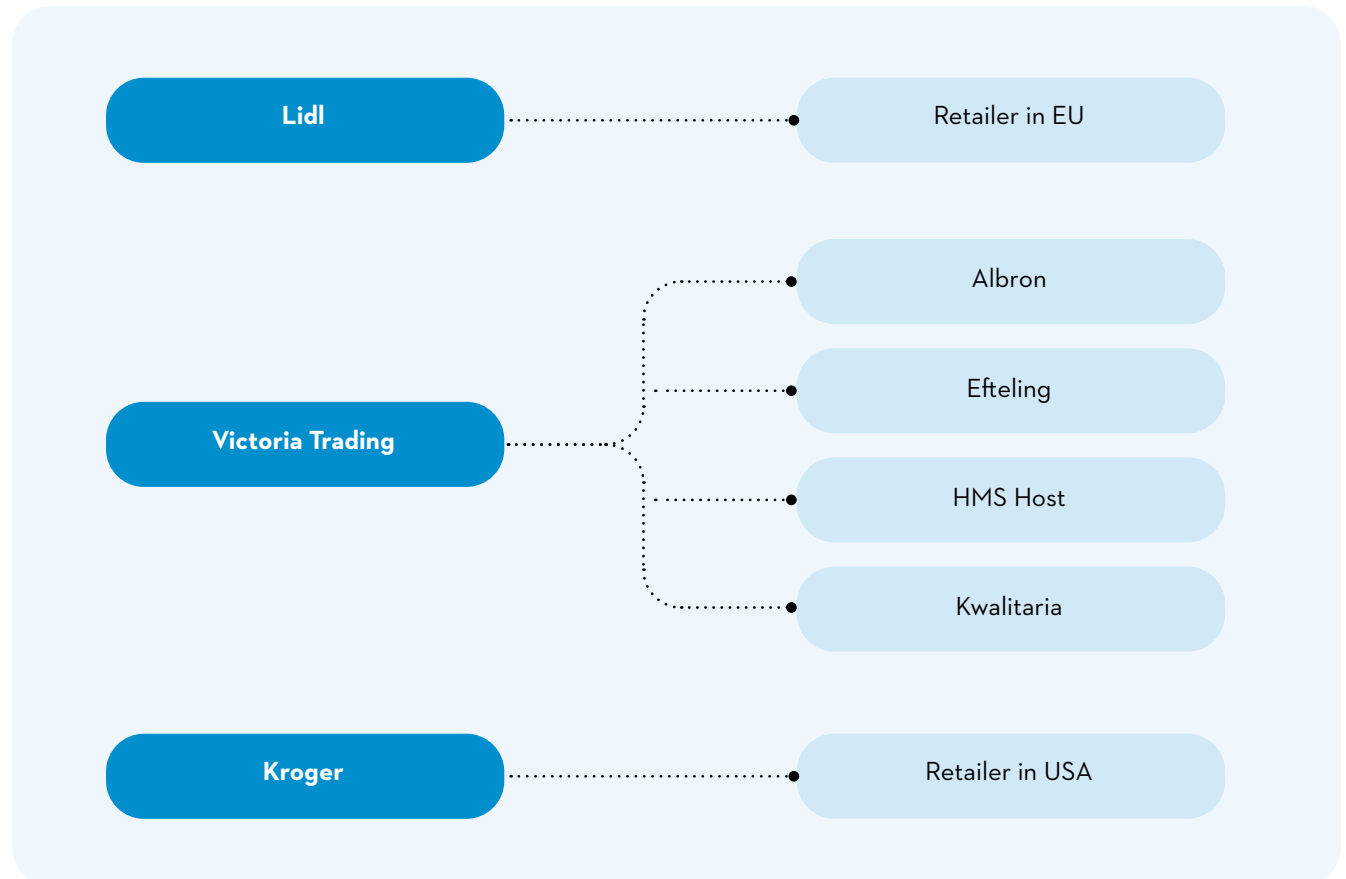 Lidl
Retailer in EU
Victoria Trading
Albron
Efteling
HMS Host
Kwalitaria
Kroger
Retailer in USA